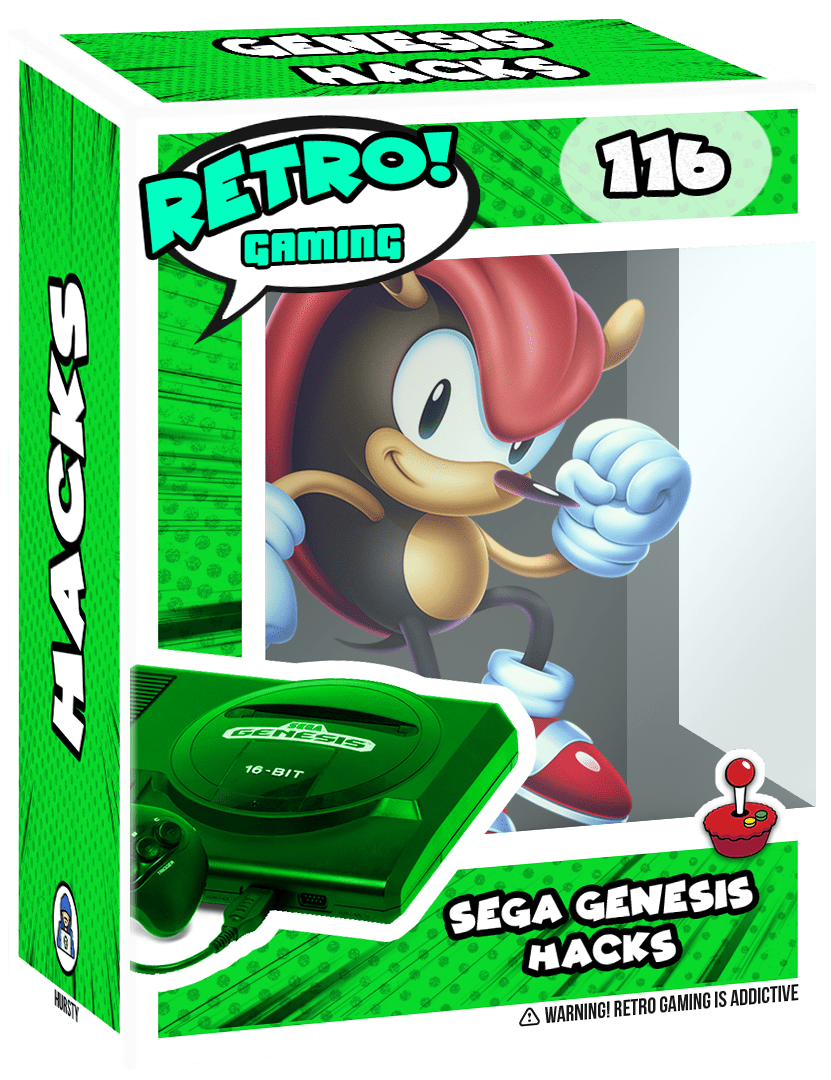 GENESIS
HACKS
RETRO!
GAMING
116
HACKS
SEGA
GENESIS
16-BIT
TRIGGER
SEGA GENESIS
HACKS
HURSTY
WARNING! RETRO GAMING IS ADDICTIVE